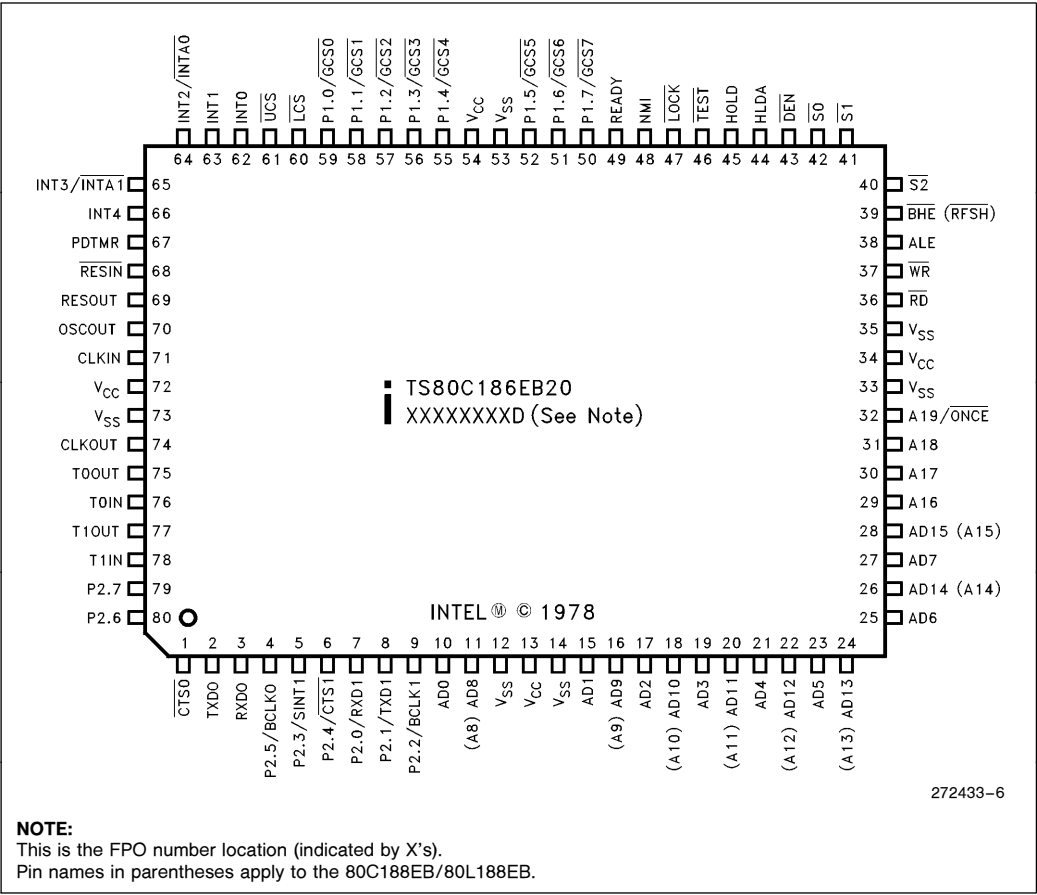 INT2/INTA0
INT1
INT0
UCS
LCS
P1.0/GCS0
P1.1/GCS1
P1.2/GCS2
P1.3/GCS3
P1.4/GCS4
VCC
VSS
P1.5/GCS5
P1.6/GCS6
P1.7/GCS7
READY
NMI
LOCK
TEST
HOLD
HLDA
DEN
S0
S1
64 63 62 61 60 59 58 57 56 55 54 53 52 51 50 49 48 47 46 45 44 43 42 41
INT3/INTA1 65
INT4 66
PDTMR 67
RESIN 68
RESOUT 69
OSCOUT 70
CLKIN 71
VCC 72
VSS 73
CLKOUT 74
T0OUT 75
T0IN 76
T1OUT 77
T1IN 78
P2.7 79
P2.6 80
40 S2
39 BHE (RFSH)
38 ALE
37 WR
36 RD
35 VSS
34 VCC
33 VSS
32 A19/ONCE
31 A18
30 A17
29 A16
28 AD15 (A15)
27 AD7
26 AD14 (A14)
25 AD6
i TS80C186EB20
XXXXXXXXD (See Note)
INTEL Ⓜ © 1978
1 2 3 4 5 6 7 8 9 10 11 12 13 14 15 16 17 18 19 20 21 22 23 24
CTS0
TXD0
RXD0
P2.5/BCLK0
P2.3/SINT1
P2.4/CTS1
P2.0/RXD1
P2.1/TXD1
P2.2/BCLK1
AD0
(A8) AD8
VSS
VCC
VSS
AD1
(A9) AD9
AD2
(A10) AD10
AD3
(A11) AD11
AD4
(A12) AD12
AD5
(A13) AD13
272433–6
NOTE:
This is the FPO number location (indicated by X's).
Pin names in parentheses apply to the 80C188EB/80L188EB.